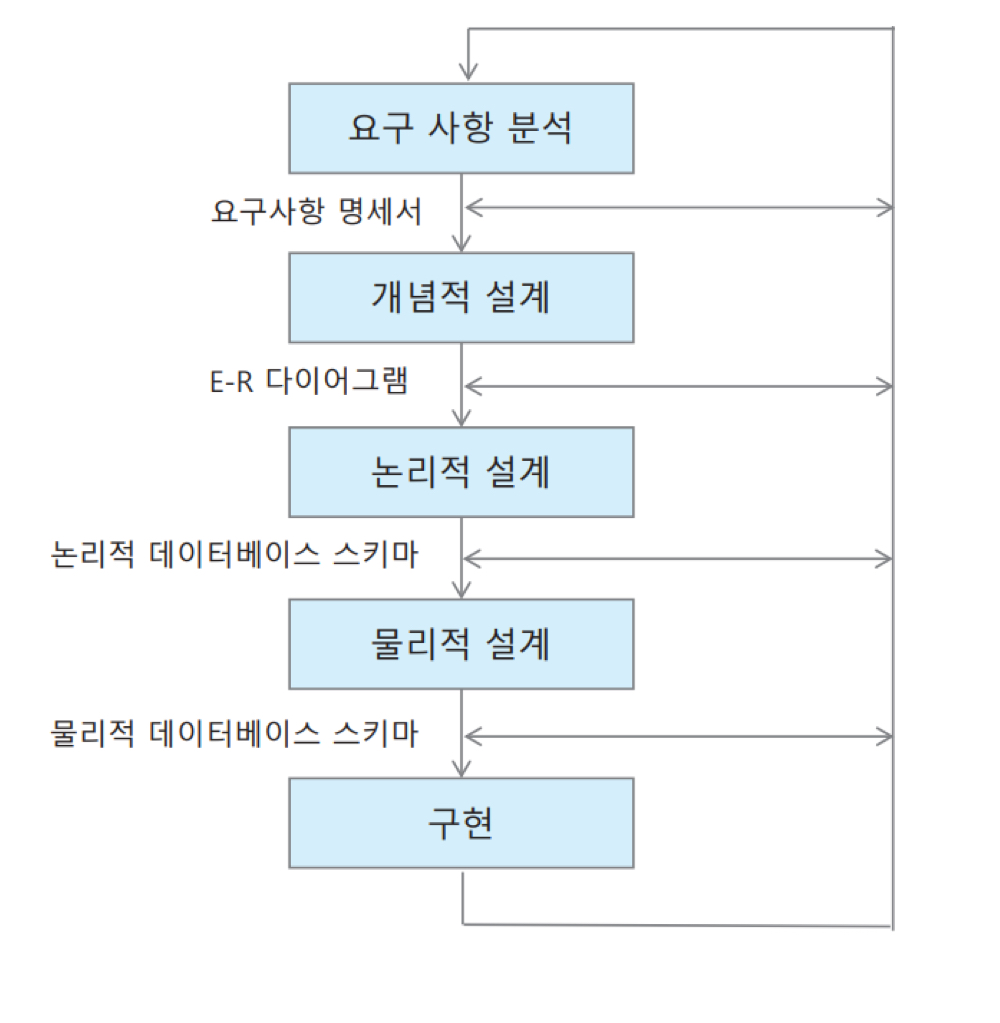 요구 사항 분석
요구사항 명세서
개념적 설계
E-R 다이어그램
논리적 설계
논리적 데이터베이스 스키마
물리적 설계
물리적 데이터베이스 스키마
구현